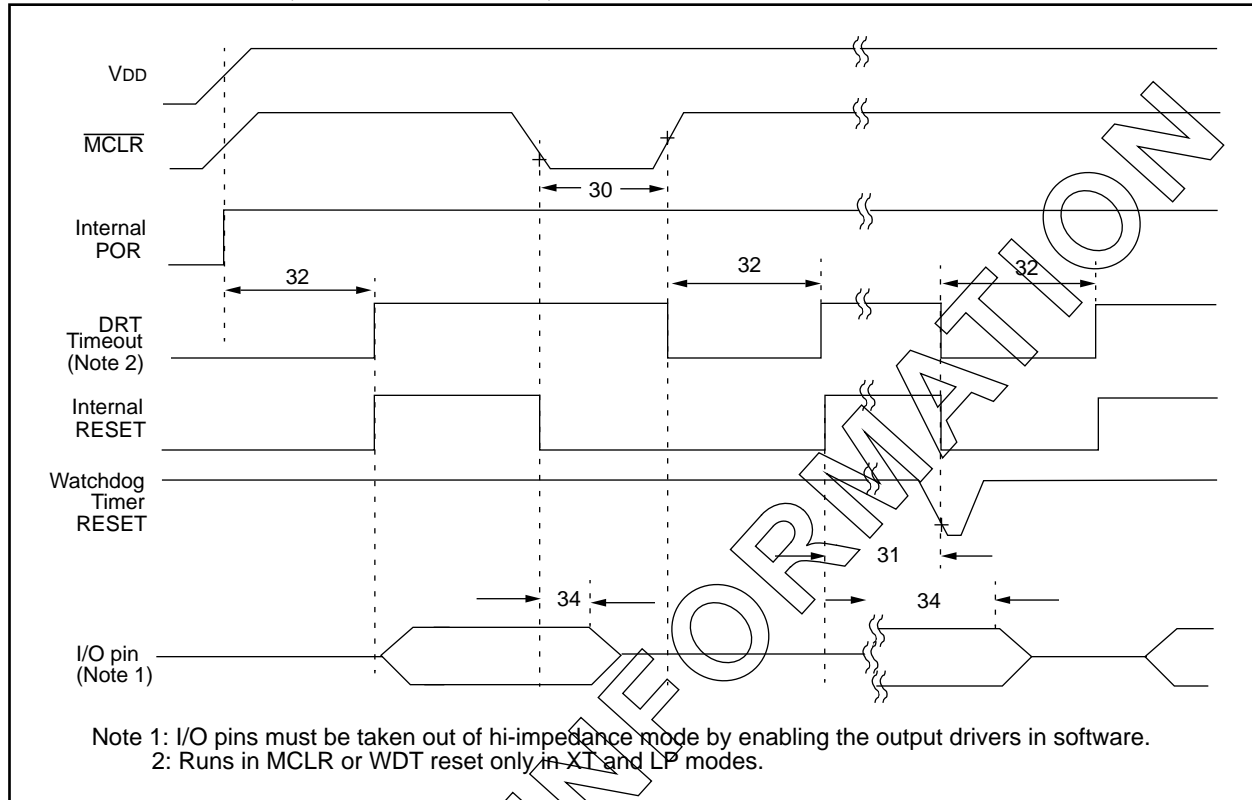 VDD
MCLR
30
Internal
POR
32
32
32
DRT
Timeout
(Note 2)
Internal
RESET
Watchdog
Timer
RESET
31
34
34
I/O pin
(Note 1)
Note 1: I/O pins must be taken out of hi-impedance mode by enabling the output drivers in software.
2: Runs in MCLR or WDT reset only in XT and LP modes.
INFORMATION